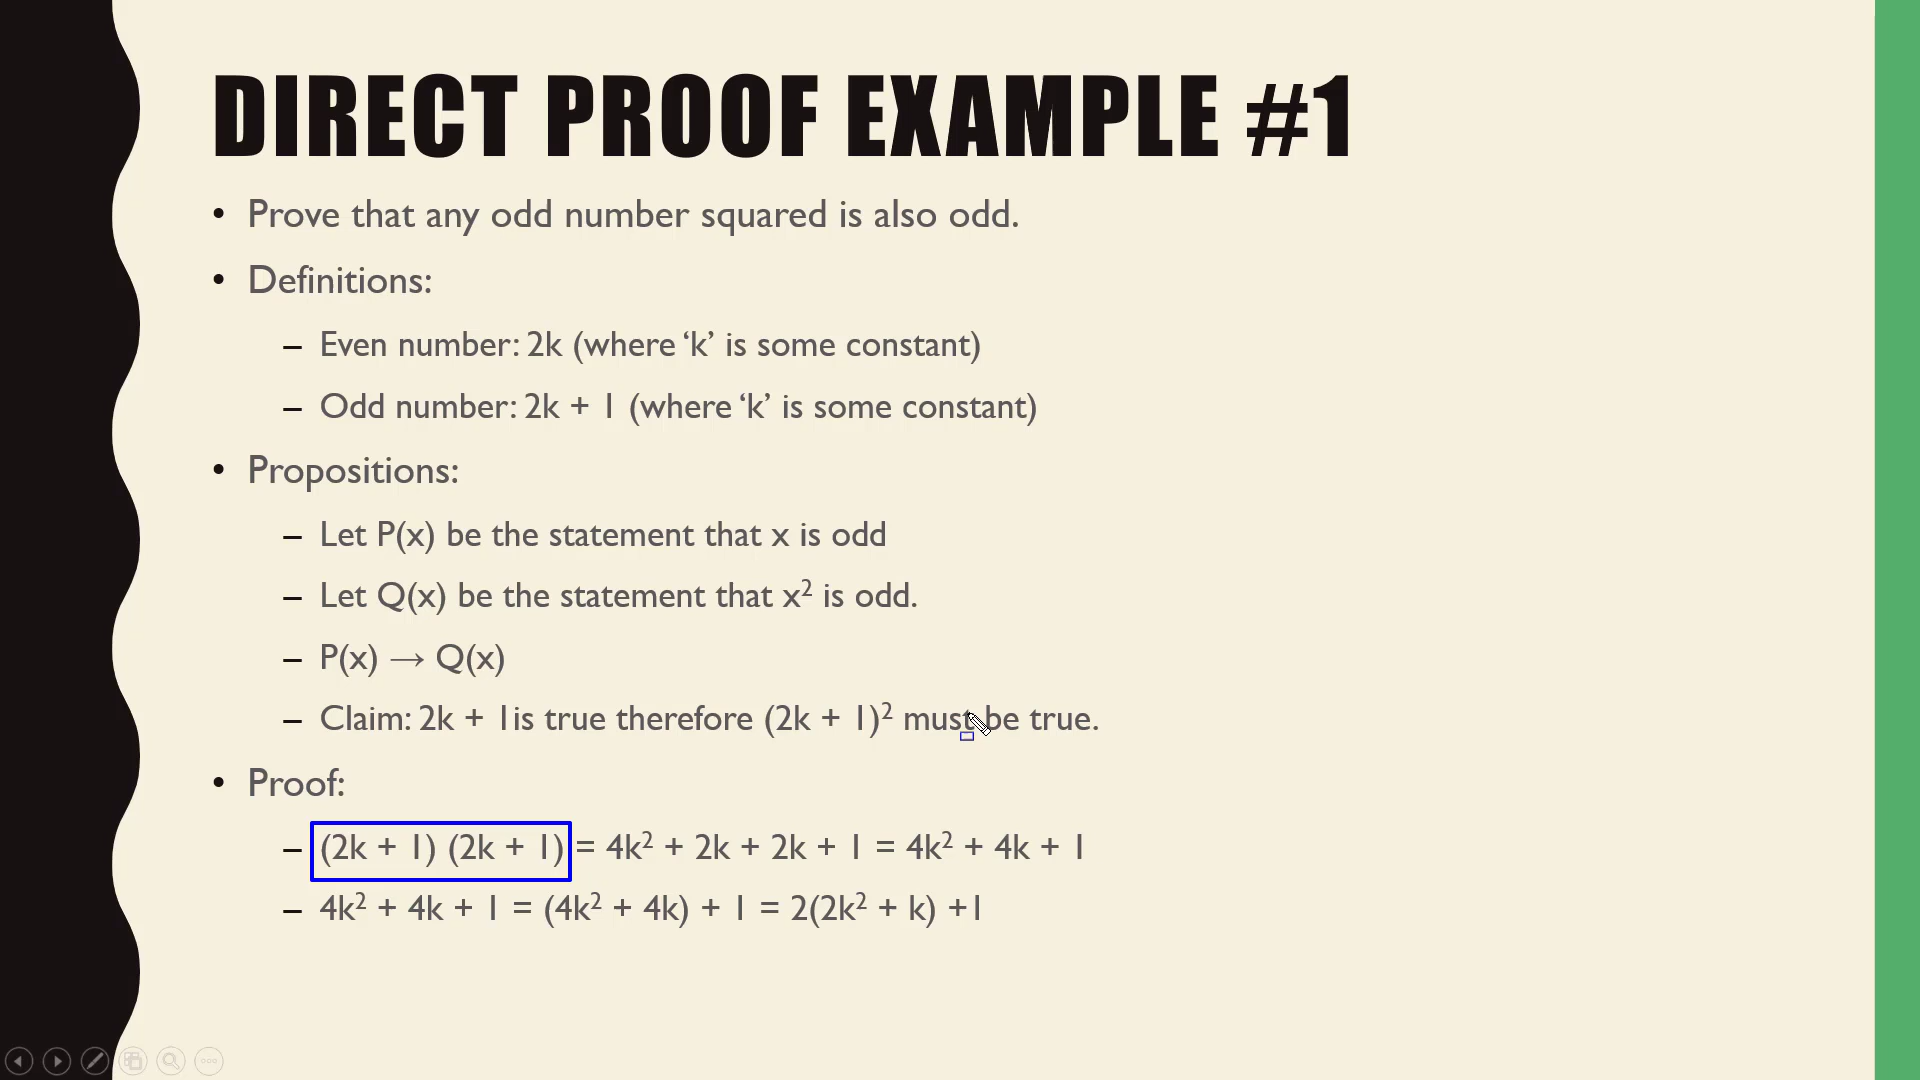 DIRECT PROOF EXAMPLE #1
• Prove that any odd number squared is also odd.
• Definitions:
– Even number: 2k (where ‘k’ is some constant)
– Odd number: 2k + 1 (where ‘k’ is some constant)
• Propositions:
– Let P(x) be the statement that x is odd
– Let Q(x) be the statement that x² is odd.
– P(x) → Q(x)
– Claim: 2k + 1is true therefore (2k + 1)² must be true.
• Proof:
– (2k + 1) (2k + 1) = 4k² + 2k + 2k + 1 = 4k² + 4k + 1
– 4k² + 4k + 1 = (4k² + 4k) + 1 = 2(2k² + k) +1